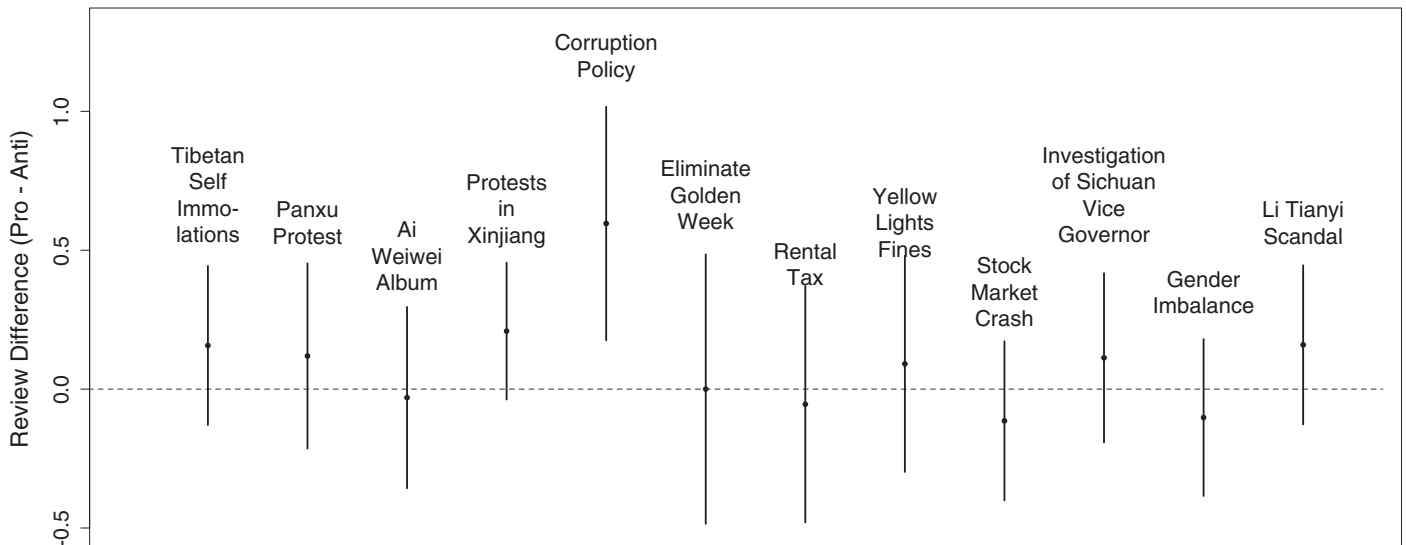 Review Difference (Pro - Anti)
1.0
0.5
0.0
-0.5
Tibetan
Self
Immo-
lations
Panxu
Protest
Ai
Weiwei
Album
Protests
in
Xinjiang
Corruption
Policy
Eliminate
Golden
Week
Rental
Tax
Yellow
Lights
Fines
Stock
Market
Crash
Investigation
of Sichuan
Vice
Governor
Gender
Imbalance
Li Tianyi
Scandal